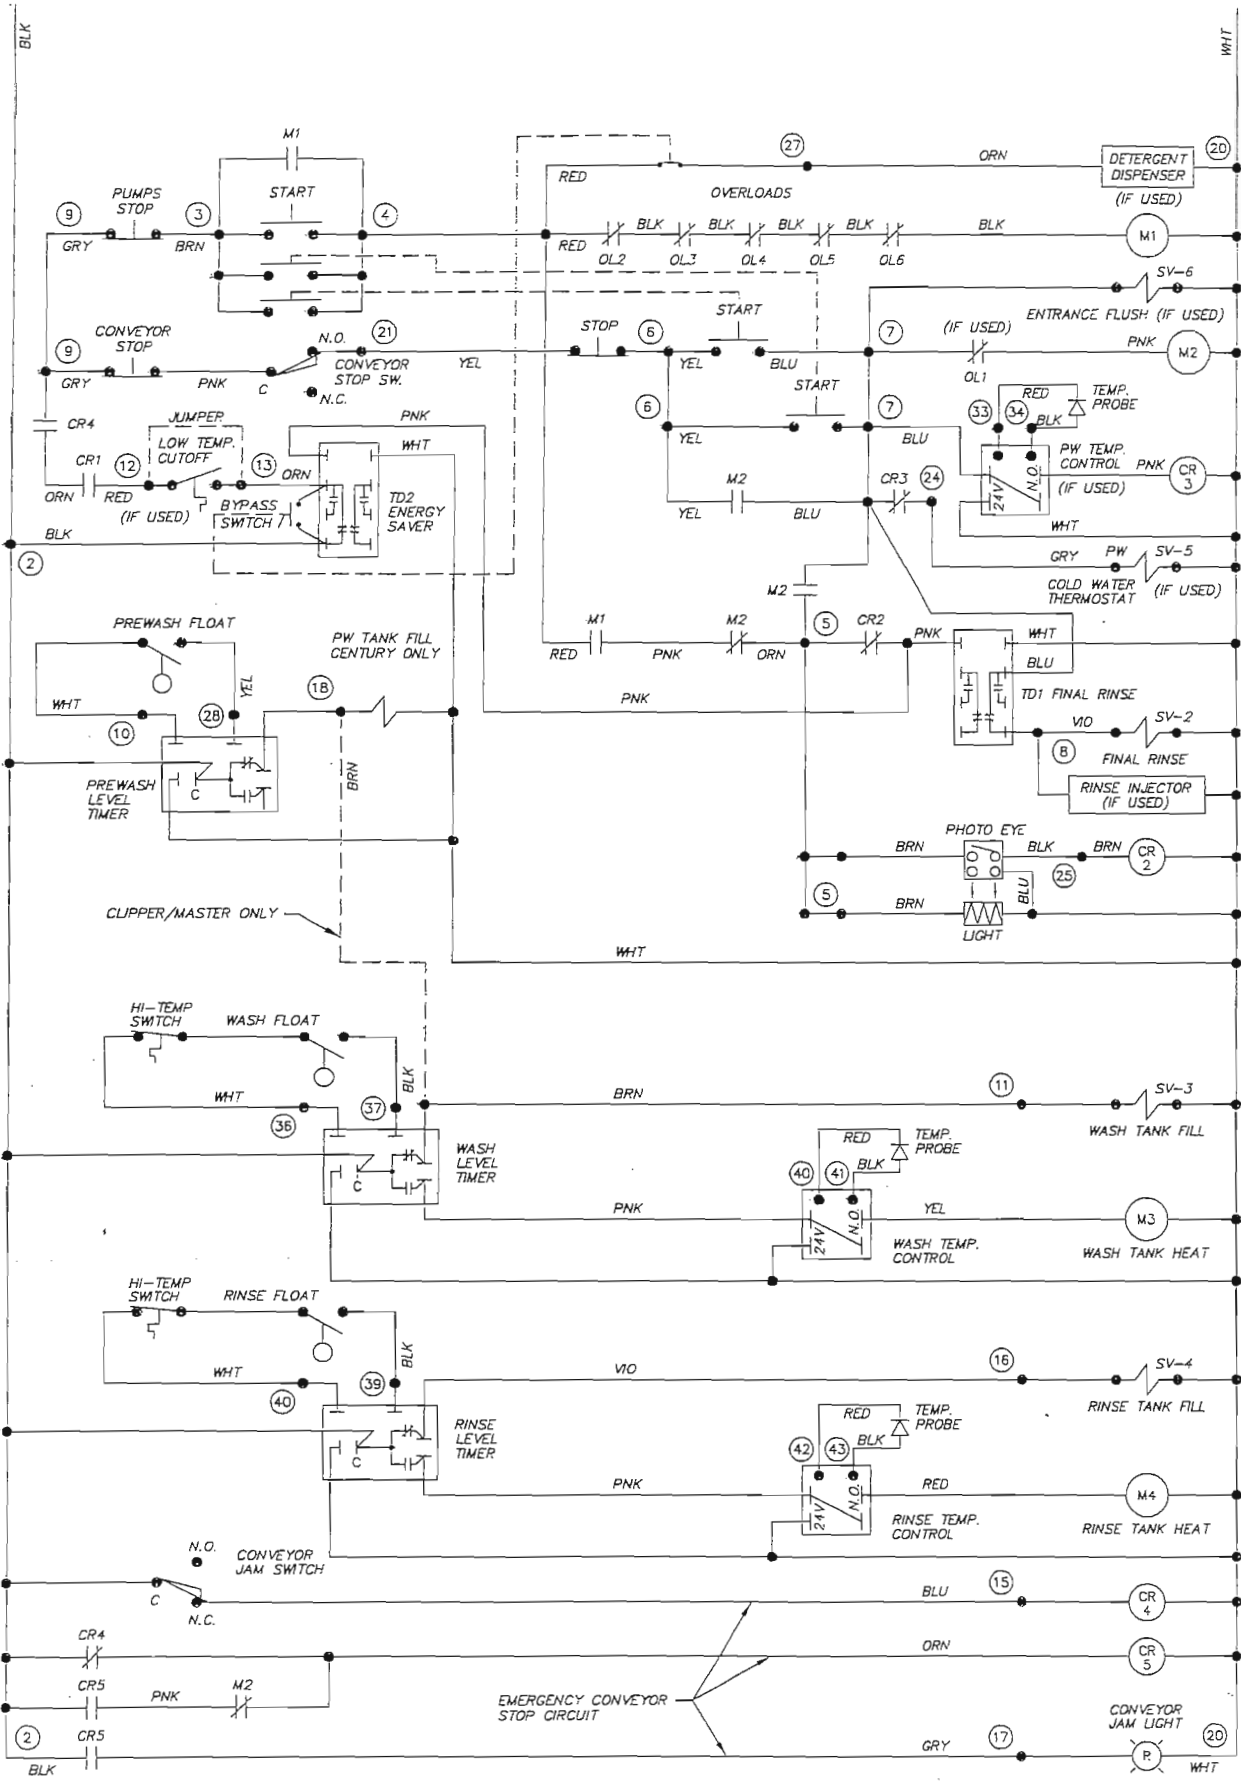 BLK
WHT
M1
27
ORN
20
RED
DETERGENT
DISPENSER
(IF USED)
PUMPS
STOP
START
OVERLOADS
9
3
4
GRY
BRN
RED
BLK
BLK
BLK
BLK
BLK
M1
OL2
OL3
OL4
OL5
OL6
SV-6
ENTRANCE FLUSH (IF USED)
CONVEYOR
STOP
N.O.
21
STOP
6
START
7
(IF USED)
PNK
M2
9
GRY
PNK
C
CONVEYOR
STOP SW.
N.C.
YEL
YEL
BLU
OL1
START
RED
TEMP.
PROBE
33
34
BLK
CR4
JUMPER
PNK
6
7
LOW TEMP.
CUTOFF
WHT
YEL
BLU
PW TEMP.
CONTROL
(IF USED)
PNK
CR
3
CR1
12
13
ORN
ORN
RED
(IF USED)
BYPASS
SWITCH
TD2
ENERGY
SAVER
M2
CR3
24
YEL
BLU
24V
N.O.
WHT
BLK
2
GRY
PW
SV-5
COLD WATER
THERMOSTAT
(IF USED)
M2
PREWASH FLOAT
PW TANK FILL
CENTURY ONLY
M1
M2
5
CR2
PNK
WHT
RED
PNK
ORN
BLU
YEL
18
PNK
TD1 FINAL RINSE
WHT
10
28
VIO
SV-2
8
FINAL RINSE
BRN
PREWASH
LEVEL
TIMER
C
RINSE INJECTOR
(IF USED)
PHOTO EYE
BRN
BLK
BRN
CR
2
25
BLU
5
BRN
LIGHT
CLIPPER/MASTER ONLY
WHT
HI-TEMP
SWITCH
WASH FLOAT
BLK
WHT
36
37
BRN
11
SV-3
WASH TANK FILL
WASH
LEVEL
TIMER
C
RED
TEMP.
PROBE
40
41
BLK
PNK
24V
N.O.
YEL
M3
WASH TEMP.
CONTROL
WASH TANK HEAT
HI-TEMP
SWITCH
RINSE FLOAT
BLK
WHT
40
39
VIO
16
SV-4
RINSE TANK FILL
RINSE
LEVEL
TIMER
C
RED
TEMP.
PROBE
42
43
BLK
PNK
24V
N.O.
RED
M4
RINSE TEMP.
CONTROL
RINSE TANK HEAT
N.O.
CONVEYOR
JAM SWITCH
C
N.C.
BLU
15
CR
4
CR4
ORN
CR
5
CR5
PNK
M2
EMERGENCY CONVEYOR
STOP CIRCUIT
CONVEYOR
JAM LIGHT
2
CR5
GRY
17
R
20
BLK
WHT